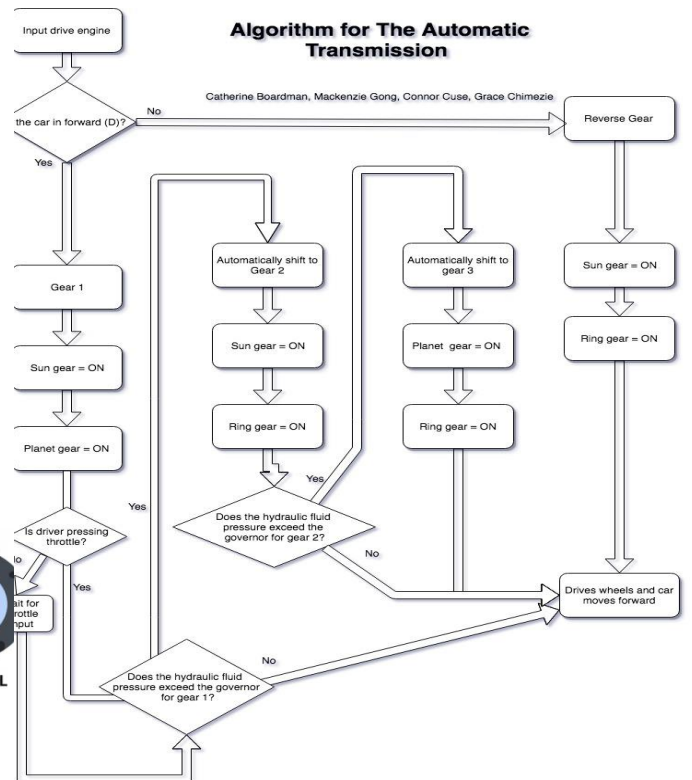 Input drive engine
Algorithm for The Automatic
Transmission
Catherine Boardman, Mackenzie Gong, Connor Cuse, Grace Chimezie
the car in forward (D)?
No
Reverse Gear
Yes
Automatically shift to
Gear 2
Automatically shift to
gear 3
Sun gear = ON
Gear 1
Sun gear = ON
Planet gear = ON
Ring gear = ON
Sun gear = ON
Ring gear = ON
Ring gear = ON
Planet gear = ON
Yes
Yes
Does the hydraulic fluid
pressure exceed the
governor for gear 2?
Is driver pressing
throttle?
No
Yes
Drives wheels and car
moves forward
ait for
rottle
nput
No
Does the hydraulic fluid
pressure exceed the governor
for gear 1?
L